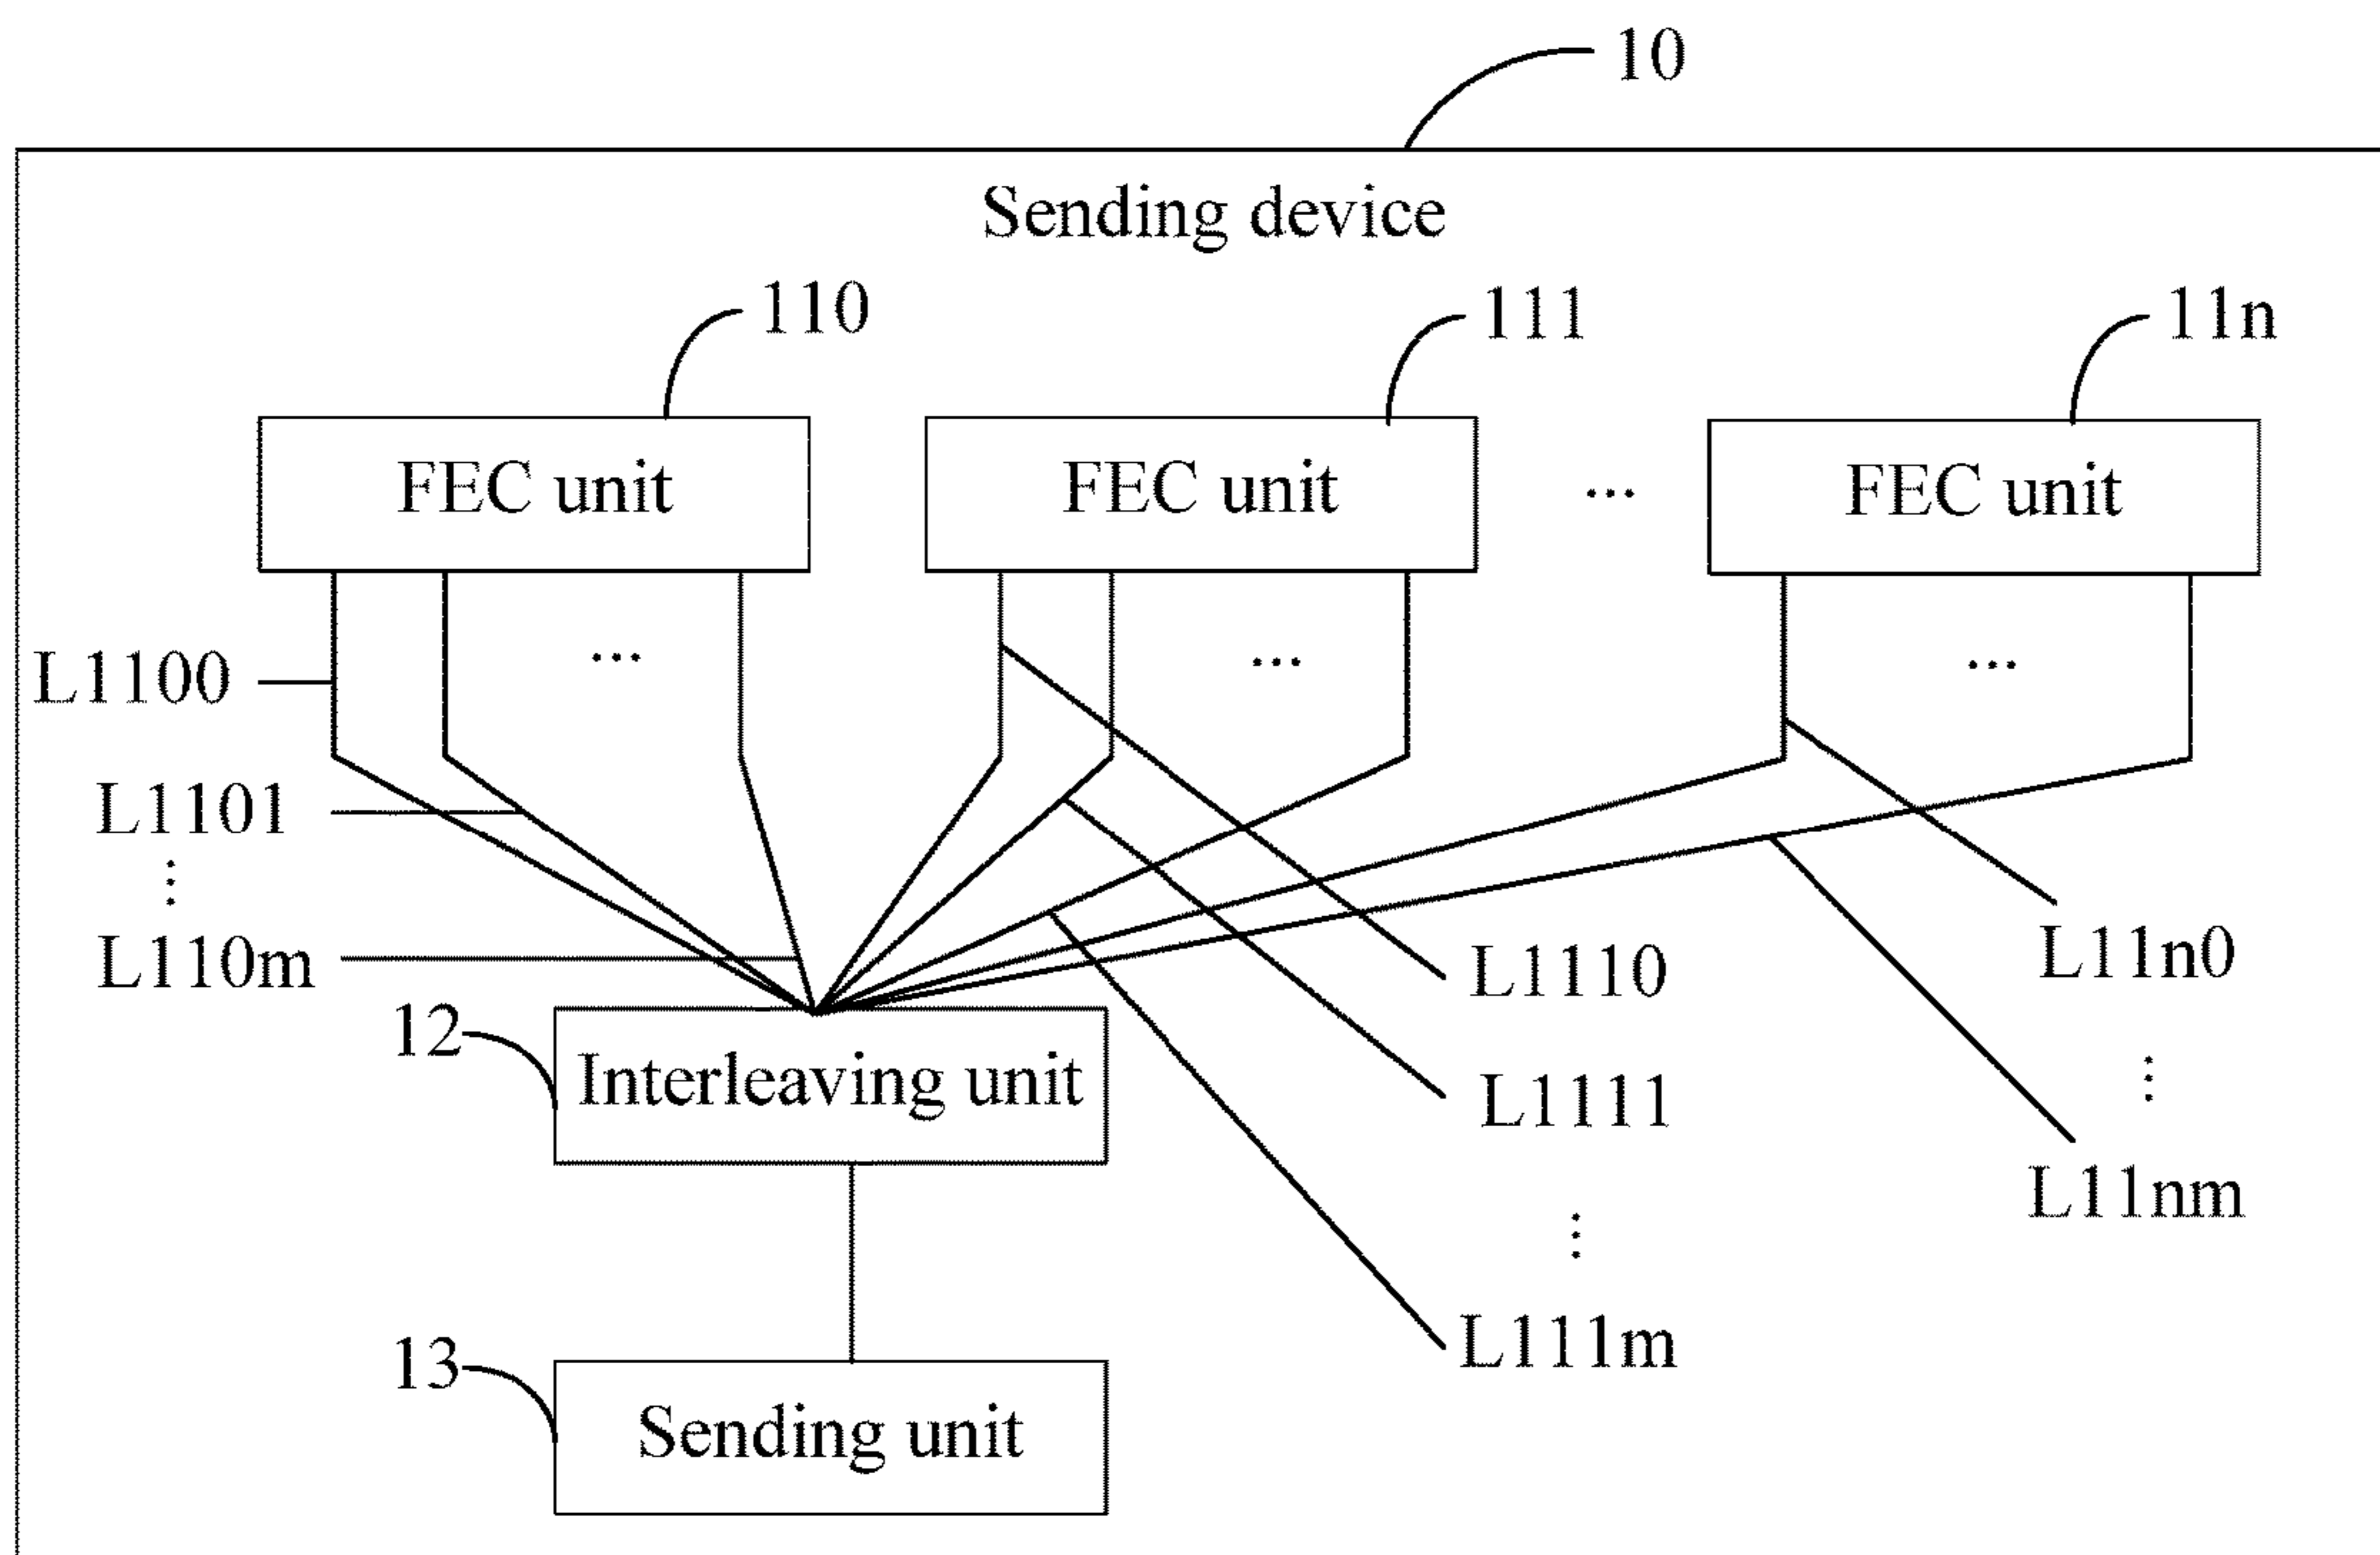 10
Sending device
110
111
11n
FEC unit
FEC unit
...
FEC unit
L1100
...
...
...
L1101
⋮
L110m
L1110
L11n0
12
Interleaving unit
L1111
⋮
L11nm
⋮
13
Sending unit
L111m